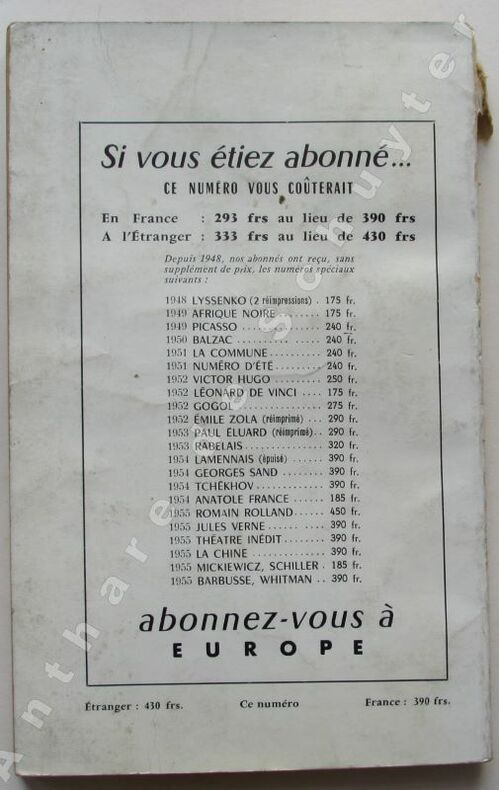 Si vous étiez abonné...
CE NUMÉRO VOUS COÛTERAIT
En France : 293 frs au lieu de 390 frs
A l'Étranger : 333 frs au lieu de 430 frs
Depuis 1948, nos abonnés ont reçu, sans
supplément de prix, les numéros spéciaux
suivants :
1948 LYSSENKO (2 réimpressions) . 175 fr.
1949 AFRIQUE NOIRE ....... 175 fr.
1949 PICASSO .............. 240 fr.
1950 BALZAC .......... ..... 240 fr.
1951 LA COMMUNE .......... 240 fr.
1951 NUMÉRO D'ÉTÉ ......... 240 fr.
1952 VICTOR HUGO ......... 250 fr.
1952 LÉONARD DE VINCI .... 175 fr.
1952 GOGOL ............... 275 fr.
1952 ÉMILE ZOLA (réimprimé) .. 290 fr.
1953 PAUL ÉLUARD (réimprimé).. 290 fr.
1953 RABELAIS ............. 320 fr.
1954 LAMENNAIS (épuisé) ...... 390 fr.
1954 GEORGES SAND ........ 390 fr.
1954 TCHÉKHOV ............ 390 fr.
1954 ANATOLE FRANCE ...... 185 fr.
1955 ROMAIN ROLLAND ...... 450 fr.
1955 JULES VERNE .......... 390 fr.
1955 THÉATRE INÉDIT ....... 390 fr.
1955 LA CHINE ............. 390 fr.
1955 MICKIEWICZ, SCHILLER . 185 fr.
1955 BARBUSSE, WHITMAN .. 390 fr.
abonnez-vous à
EUROPE
Étranger : 430 frs. Ce numéro France : 390 frs.
Anthare de Schuyter